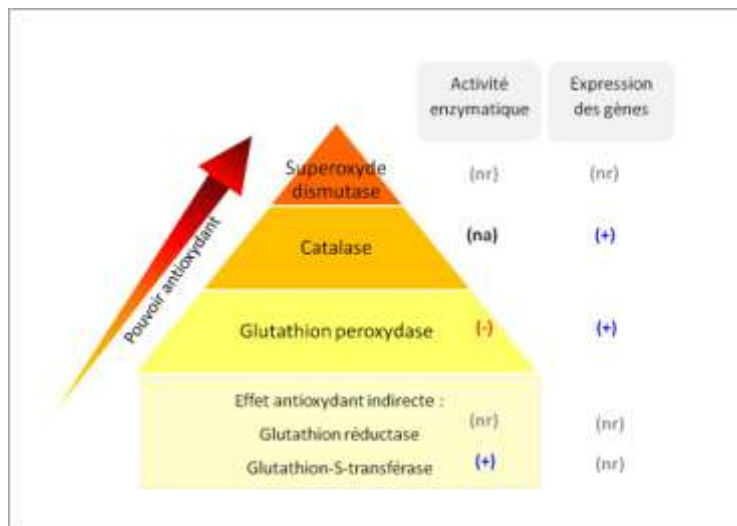 Activité
enzymatique
Expression
des gènes
Superoxyde
dismutase
(nr)
(nr)
Catalase
(na)
(+)
Glutathion peroxydase
(-)
(+)
Pouvoir antioxydant
Effet antioxydant indirecte :
Glutathion réductase
(nr)
(nr)
Glutathion-S-transférase
(+)
(nr)